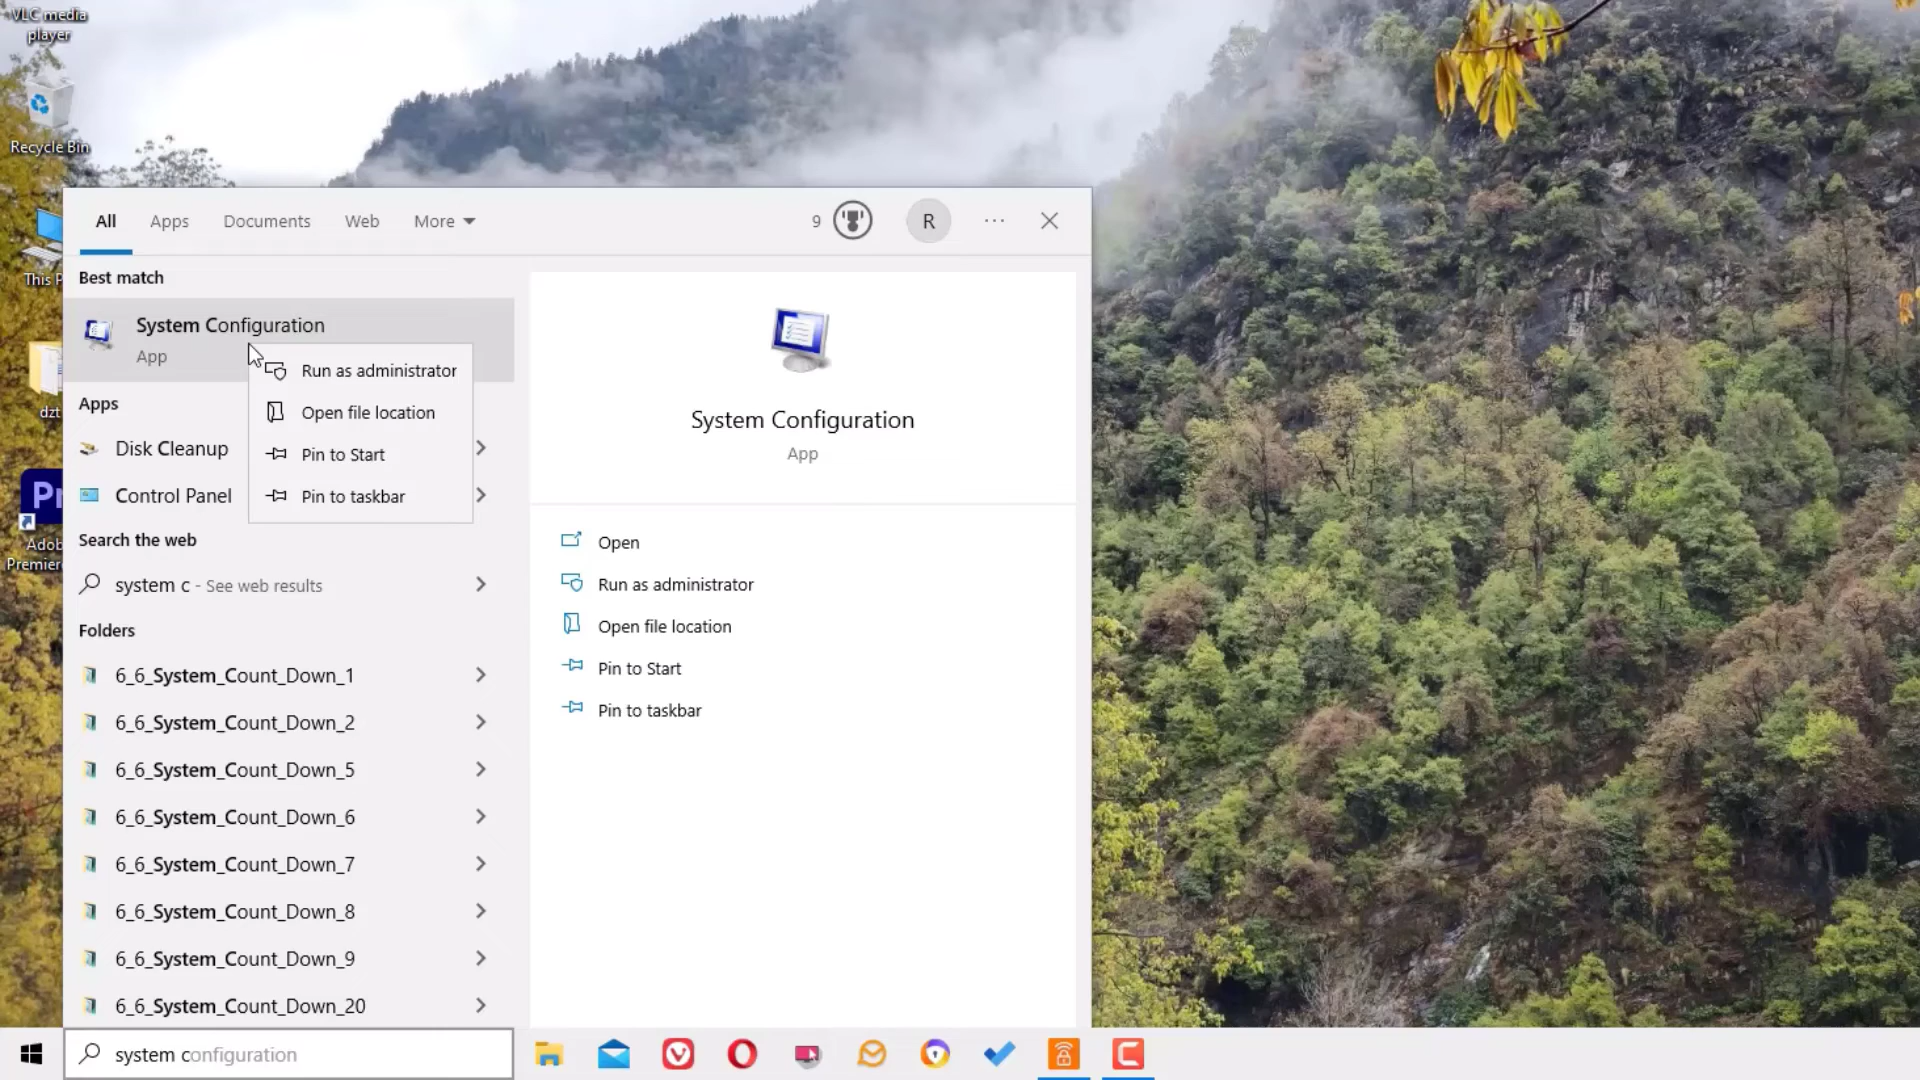 VLC media
player
Recycle Bin
This P
dzt
Pr
Adob
Premier
All
Apps
Documents
Web
More
9
R
Best match
System Configuration
App
Run as administrator
Open file location
Pin to Start
Pin to taskbar
Apps
Disk Cleanup
Control Panel
Search the web
system c - See web results
Folders
6_6_System_Count_Down_1
6_6_System_Count_Down_2
6_6_System_Count_Down_5
6_6_System_Count_Down_6
6_6_System_Count_Down_7
6_6_System_Count_Down_8
6_6_System_Count_Down_9
6_6_System_Count_Down_20
System Configuration
App
Open
Run as administrator
Open file location
Pin to Start
Pin to taskbar
system configuration